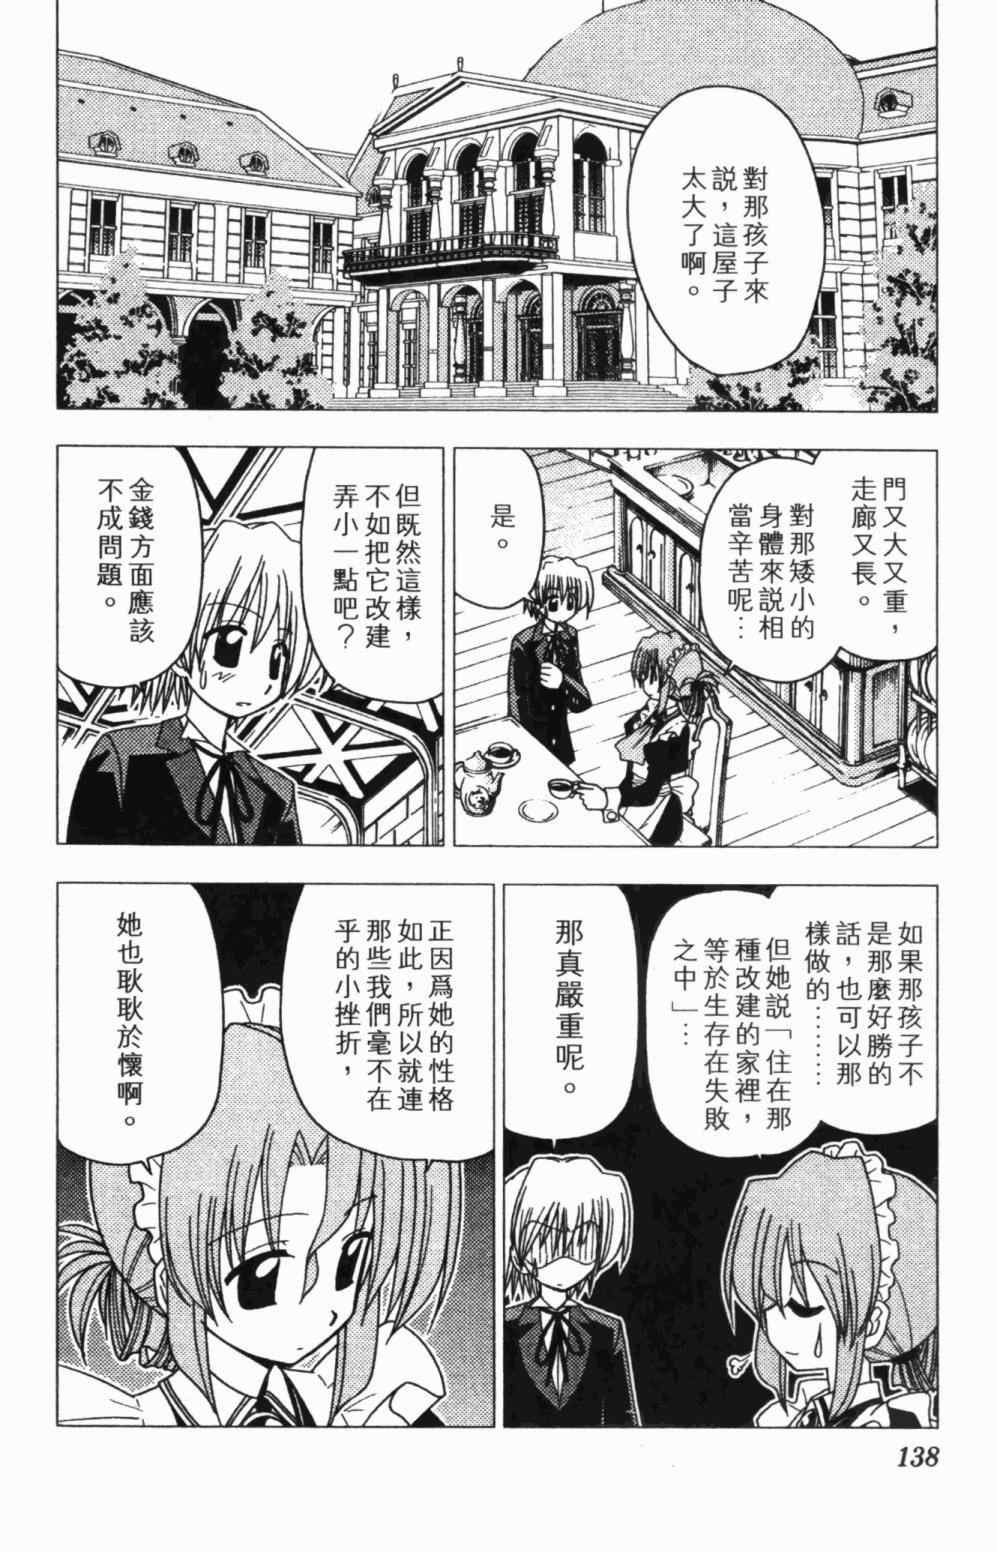 對那孩子來
說，這屋子
太大了啊。
門又大又重，
走廊又長。
對那矮小的
身體來說相
當辛苦呢…
是。
但既然這樣，
不如把它改建
弄小一點吧？
金錢方面應該
不成問題。
如果那孩子不
是那麼好勝的
話，也可以那
樣做的………
但她說「住在那
種改建的家裡，
等於生存在失敗
之中」…
那真嚴重呢。
正因爲她的性格
如此，所以就連
那些我們毫不在
乎的小挫折，
她也耿耿於懷啊。
138